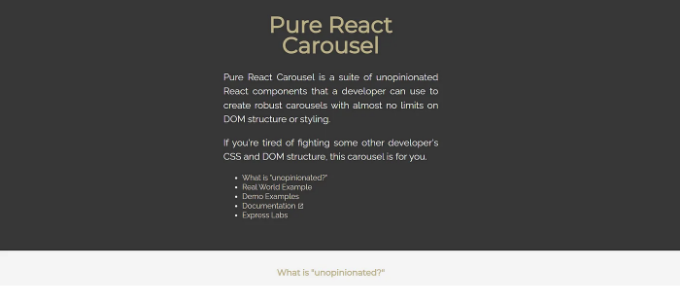 Pure React
Carousel
Pure React Carousel is a suite of unopinionated
React components that a developer can use to
create robust carousels with almost no limits on
DOM structure or styling.
If you're tired of fighting some other developer's
CSS and DOM structure, this carousel is for you.
• What is "unopinionated?"
• Real World Example
• Demo Examples
• Documentation
• Express Labs
What is "unopinionated?"